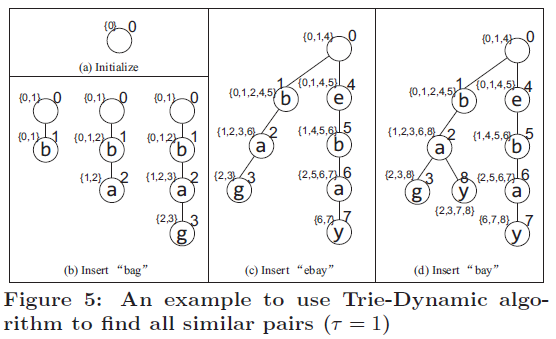 {0} 0
(a) Initialize
{0,1} 0 {0,1} 0 {0,1} 0
{0,1} 1 {0,1,2} 1 {0,1,2} 1
b b b
{1,2} 2 {1,2,3} 2
a a
{2,3} 3
g
(b) Insert “bag”
{0,1,4} 0
{0,1,2,4,5} 1 {0,1,4,5} 4
b e
{1,2,3,6} 2 {1,4,5,6} 5
a b
{2,3} 3 {2,5,6,7} 6
g a
{6,7} 7
y
(c) Insert “ebay”
{0,1,4} 0
{0,1,2,4,5} 1 {0,1,4,5} 4
b e
{1,2,3,6,8} 2 {1,4,5,6} 5
a b
{2,3,8} 3 8 {2,5,6,7} 6
g y a
{2,3,7,8} {6,7,8} 7
y
(d) Insert “bay”
Figure 5: An example to use Trie-Dynamic algo-
rithm to find all similar pairs (τ = 1)